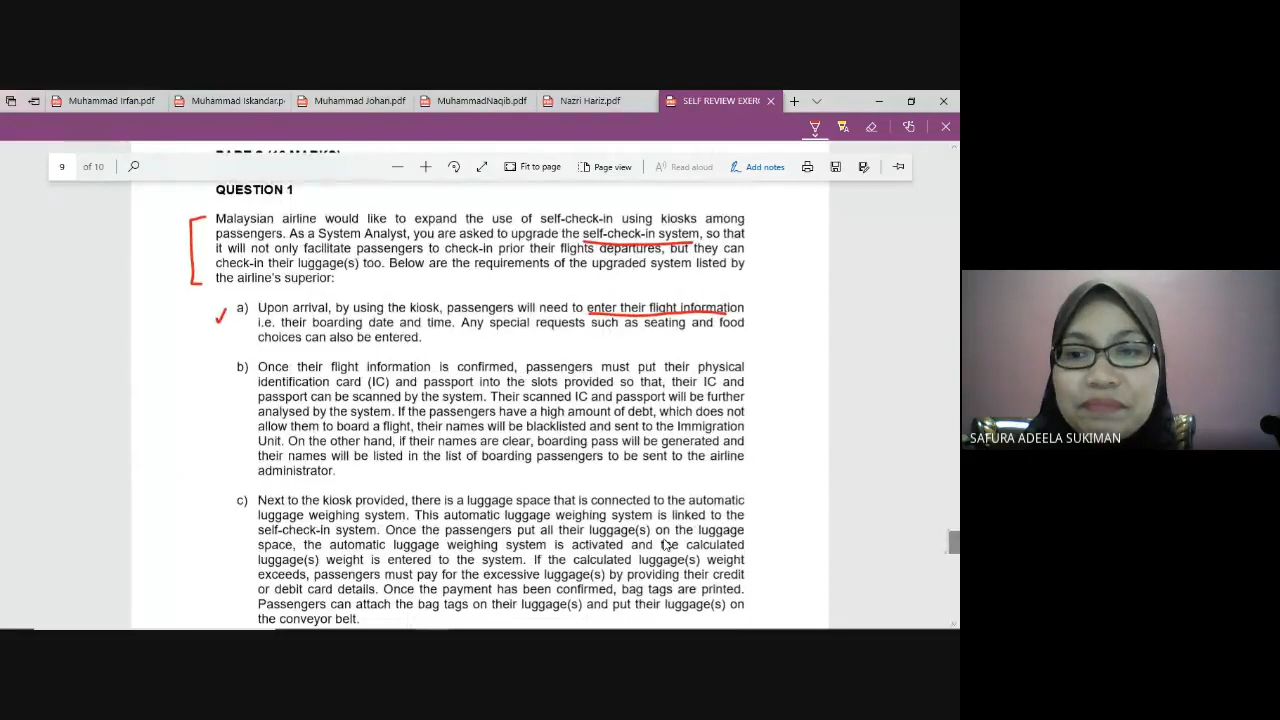 Muhammad Irfan.pdf
Muhammad Iskandar.p
Muhammad Johan.pdf
MuhammadNaqib.pdf
Nazri Hariz.pdf
SELF REVIEW EXER
9 of 10
Fit to page
Page view
Read aloud
Add notes
QUESTION 1
Malaysian airline would like to expand the use of self-check-in using kiosks among
passengers. As a System Analyst, you are asked to upgrade the self-check-in system, so that
it will not only facilitate passengers to check-in prior their flights departures, but they can
check-in their luggage(s) too. Below are the requirements of the upgraded system listed by
the airline's superior:
a) Upon arrival, by using the kiosk, passengers will need to enter their flight information
i.e. their boarding date and time. Any special requests such as seating and food
choices can also be entered.
b) Once their flight information is confirmed, passengers must put their physical
identification card (IC) and passport into the slots provided so that, their IC and
passport can be scanned by the system. Their scanned IC and passport will be further
analysed by the system. If the passengers have a high amount of debt, which does not
allow them to board a flight, their names will be blacklisted and sent to the Immigration
Unit. On the other hand, if their names are clear, boarding pass will be generated and
their names will be listed in the list of boarding passengers to be sent to the airline
administrator.
c) Next to the kiosk provided, there is a luggage space that is connected to the automatic
luggage weighing system. This automatic luggage weighing system is linked to the
self-check-in system. Once the passengers put all their luggage(s) on the luggage
space, the automatic luggage weighing system is activated and the calculated
luggage(s) weight is entered to the system. If the calculated luggage(s) weight
exceeds, passengers must pay for the excessive luggage(s) by providing their credit
or debit card details. Once the payment has been confirmed, bag tags are printed.
Passengers can attach the bag tags on their luggage(s) and put their luggage(s) on
the conveyor belt.
SAFURA ADEELA SUKIMAN